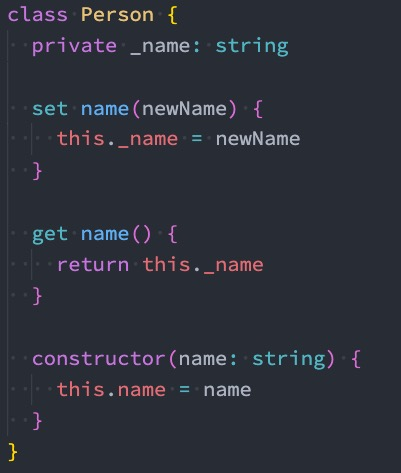 class Person {
  private _name: string

  set name(newName) {
    this._name = newName
  }

  get name() {
    return this._name
  }

  constructor(name: string) {
    this.name = name
  }
}